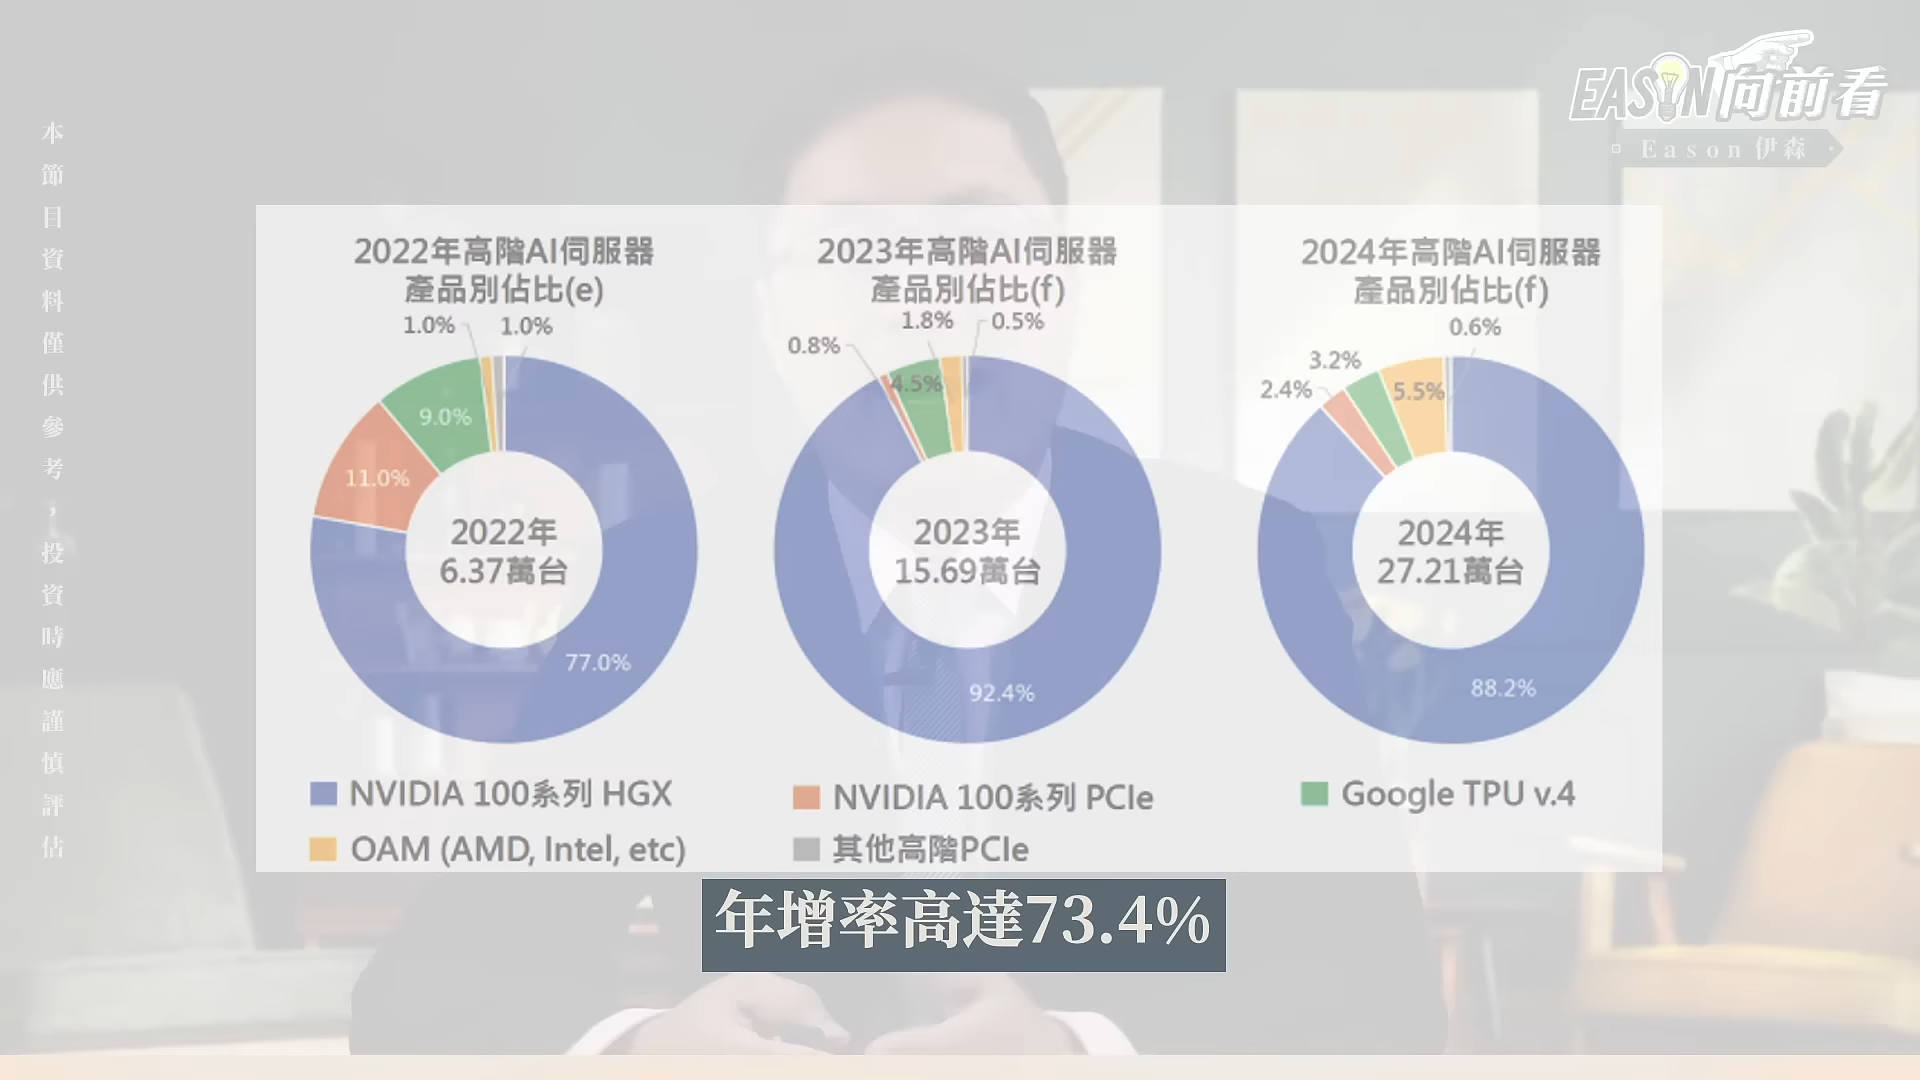 EASON向前看
Eason伊森
本節目資料僅供參考，投資時應謹慎評估
2022年高階AI伺服器
產品別佔比(e)
1.0%
1.0%
9.0%
11.0%
2022年
6.37萬台
77.0%
2023年高階AI伺服器
產品別佔比(f)
1.8%
0.5%
0.8%
4.5%
2023年
15.69萬台
92.4%
2024年高階AI伺服器
產品別佔比(f)
0.6%
3.2%
2.4%
5.5%
2024年
27.21萬台
88.2%
NVIDIA 100系列 HGX
NVIDIA 100系列 PCIe
Google TPU v.4
OAM (AMD, Intel, etc)
其他高階PCIe
年增率高達73.4%